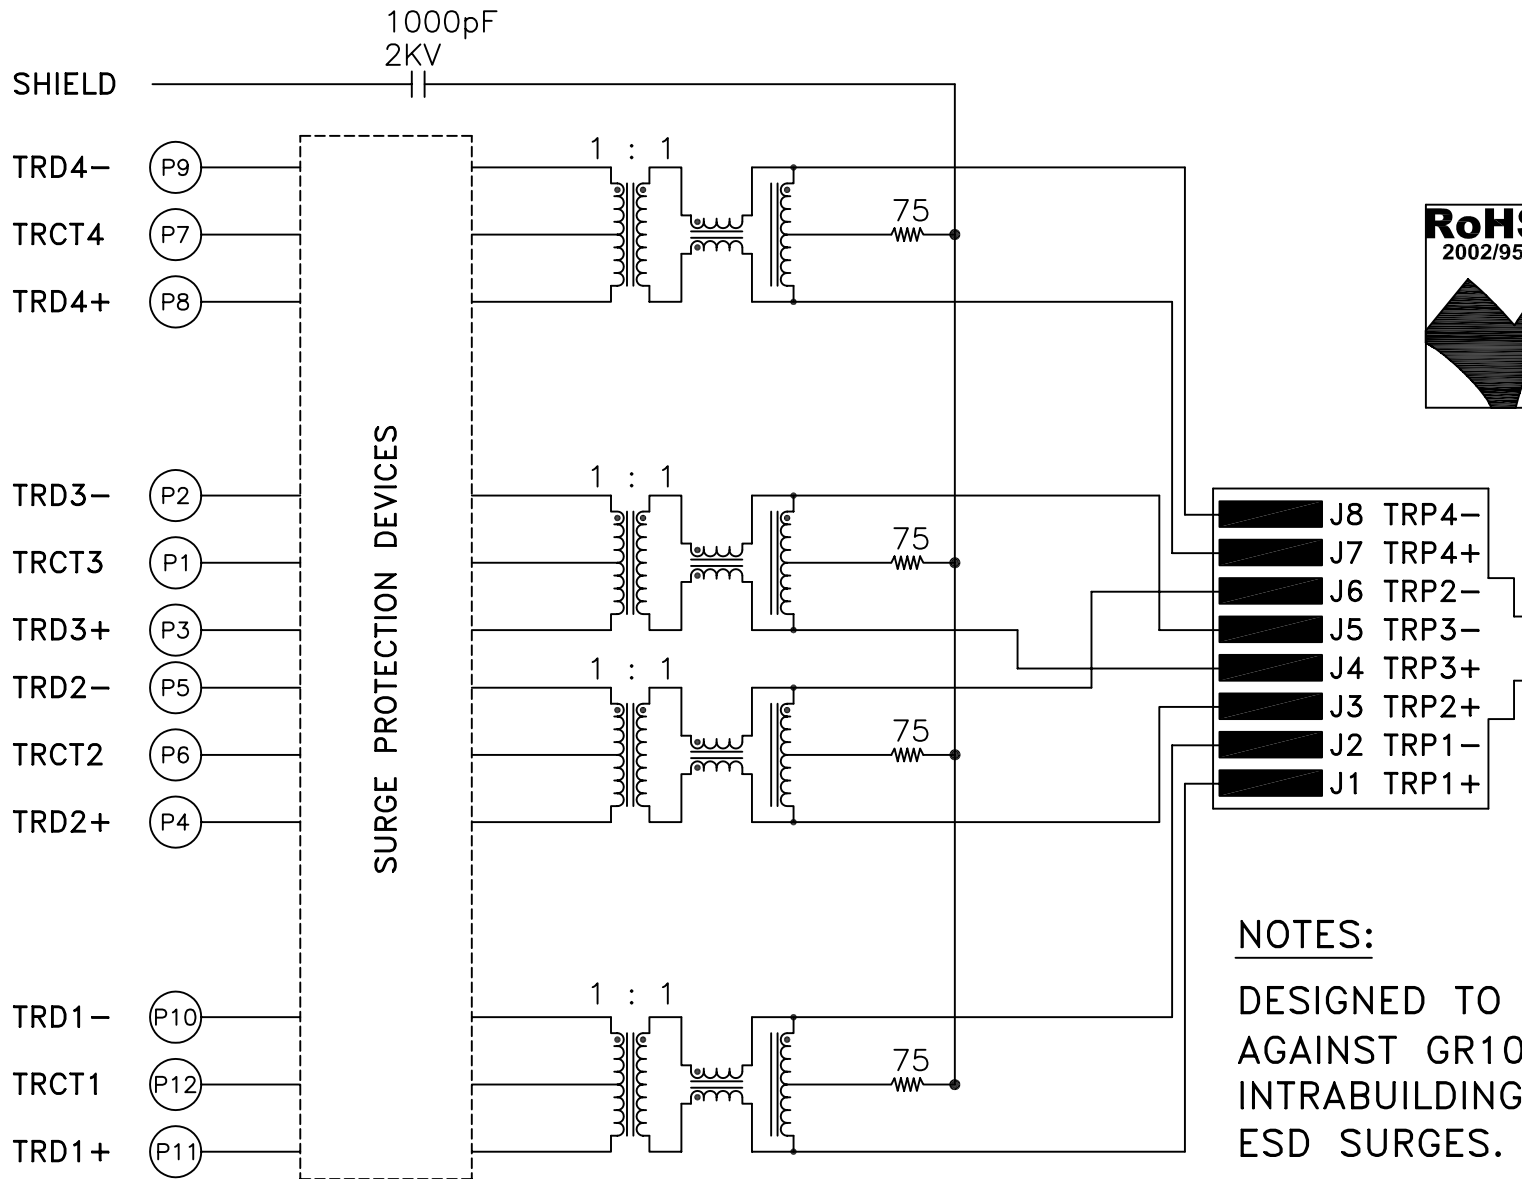 1000pF
2KV
SHIELD
TRD4- P9
1 : 1
TRCT4 P7
75
TRD4+ P8
RoHS
2002/95
SURGE PROTECTION DEVICES
TRD3- P2
1 : 1
TRCT3 P1
75
TRD3+ P3
TRD2- P5
1 : 1
TRCT2 P6
75
TRD2+ P4
TRD1- P10
1 : 1
TRCT1 P12
75
TRD1+ P11
J8 TRP4-
J7 TRP4+
J6 TRP2-
J5 TRP3-
J4 TRP3+
J3 TRP2+
J2 TRP1-
J1 TRP1+
NOTES:
DESIGNED TO
AGAINST GR10
INTRABUILDING
ESD SURGES.